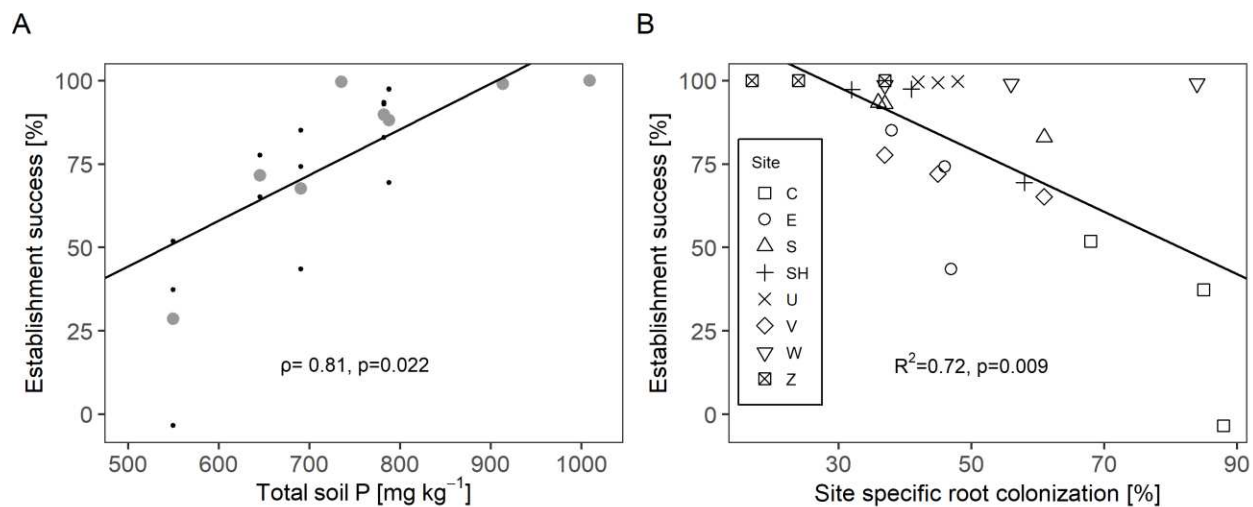 A
Establishment success [%]
100
75
50
25
0
ρ= 0.81, p=0.022
500 600 700 800 900 1000
Total soil P [mg kg⁻¹]
B
Establishment success [%]
100
75
50
25
0
Site
C
E
S
SH
U
V
W
Z
R²=0.72, p=0.009
30 50 70 90
Site specific root colonization [%]